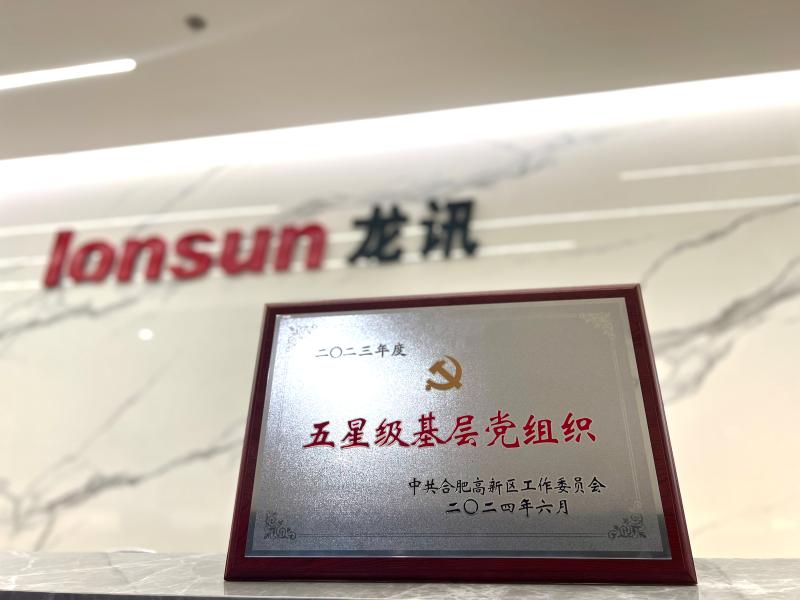 lonsun 龙讯
二〇二三年度
五星级基层党组织
中共合肥高新区工作委员会
二〇二四年六月